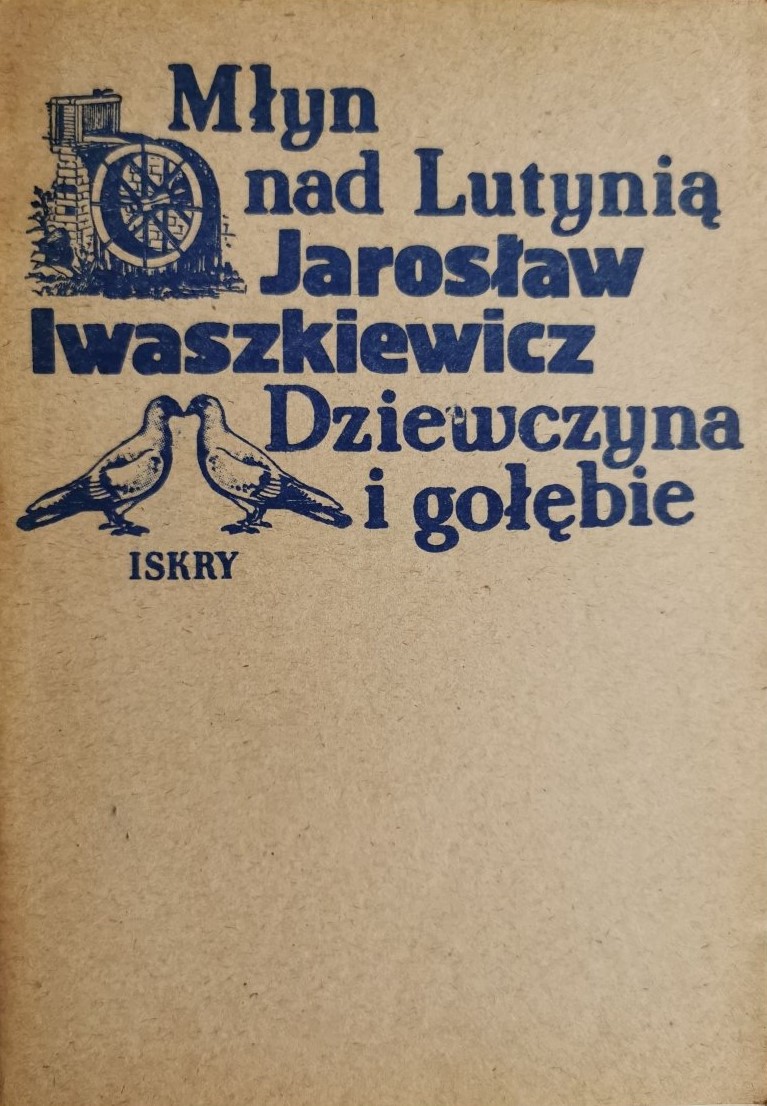 Młyn
nad Lutynią
Jarosław
Iwaszkiewicz
Dziewczyna
i gołębie
ISKRY